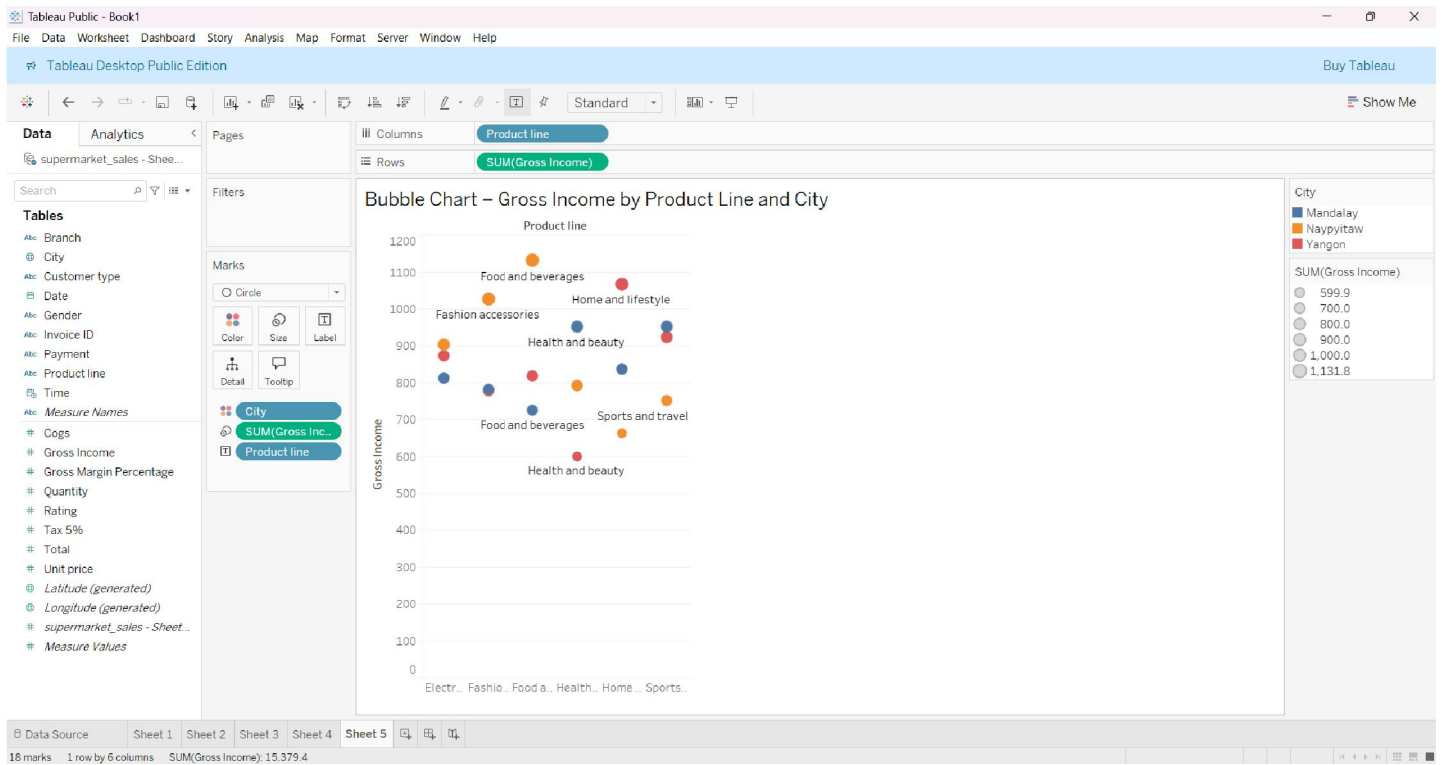 Tableau Public - Book1
File Data Worksheet Dashboard Story Analysis Map Format Server Window Help
Tableau Desktop Public Edition
Buy Tableau
Standard
Show Me
Data Analytics
supermarket_sales - Shee...
Search
Tables
Abc Branch
City
Abc Customer type
Date
Abc Gender
Abc Invoice ID
Abc Payment
Abc Product line
Time
Abc Measure Names
# Cogs
# Gross Income
# Gross Margin Percentage
# Quantity
# Rating
# Tax 5%
# Total
# Unit price
Latitude (generated)
Longitude (generated)
# supermarket_sales - Sheet...
# Measure Values
Pages
Filters
Marks
Circle
Color Size Label
Detail Tooltip
City
SUM(Gross Inc..
Product line
Columns Product line
Rows SUM(Gross Income)
Bubble Chart – Gross Income by Product Line and City
Product line
1200
1100
1000
900
800
700
600
500
400
300
200
100
0
Gross Income
Food and beverages
Home and lifestyle
Fashion accessories
Health and beauty
Sports and travel
Food and beverages
Health and beauty
Electr.. Fashio.. Food a.. Health.. Home .. Sports..
City
Mandalay
Naypyitaw
Yangon
SUM(Gross Income)
599.9
700.0
800.0
900.0
1,000.0
1,131.8
Data Source Sheet 1 Sheet 2 Sheet 3 Sheet 4 Sheet 5
18 marks 1 row by 6 columns SUM(Gross Income): 15,379.4